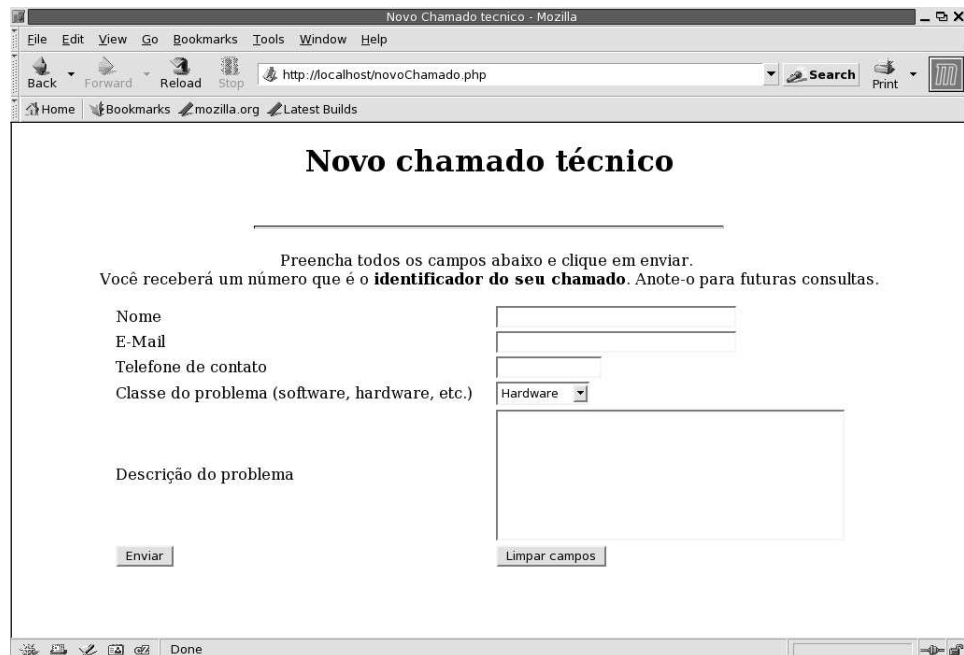 Novo Chamado tecnico - Mozilla
File Edit View Go Bookmarks Tools Window Help
Back Forward Reload Stop http://localhost/novoChamado.php Search Print
Home Bookmarks mozilla.org Latest Builds
Novo chamado técnico
Preencha todos os campos abaixo e clique em enviar.
Você receberá um número que é o identificador do seu chamado. Anote-o para futuras consultas.
Nome
E-Mail
Telefone de contato
Classe do problema (software, hardware, etc.) Hardware
Descrição do problema
Enviar Limpar campos
Done